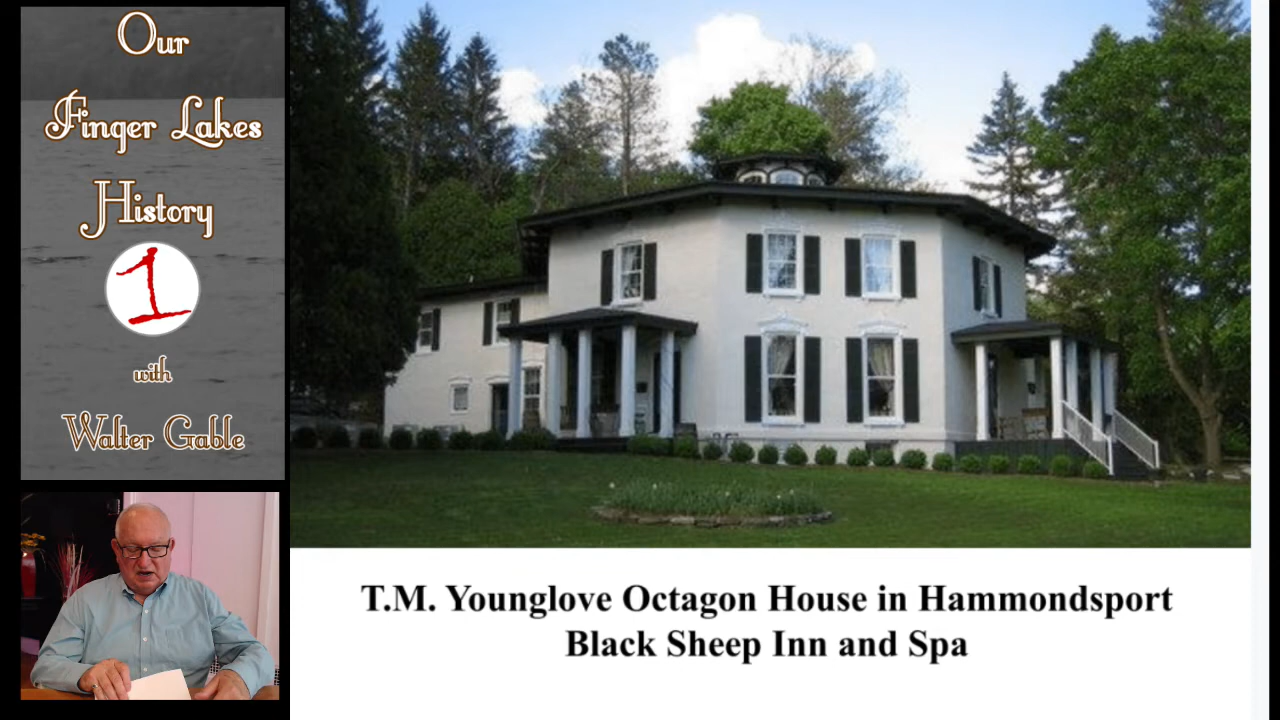 Our
Finger Lakes
History
1
with
Walter Gable
T.M. Younglove Octagon House in Hammondsport
Black Sheep Inn and Spa